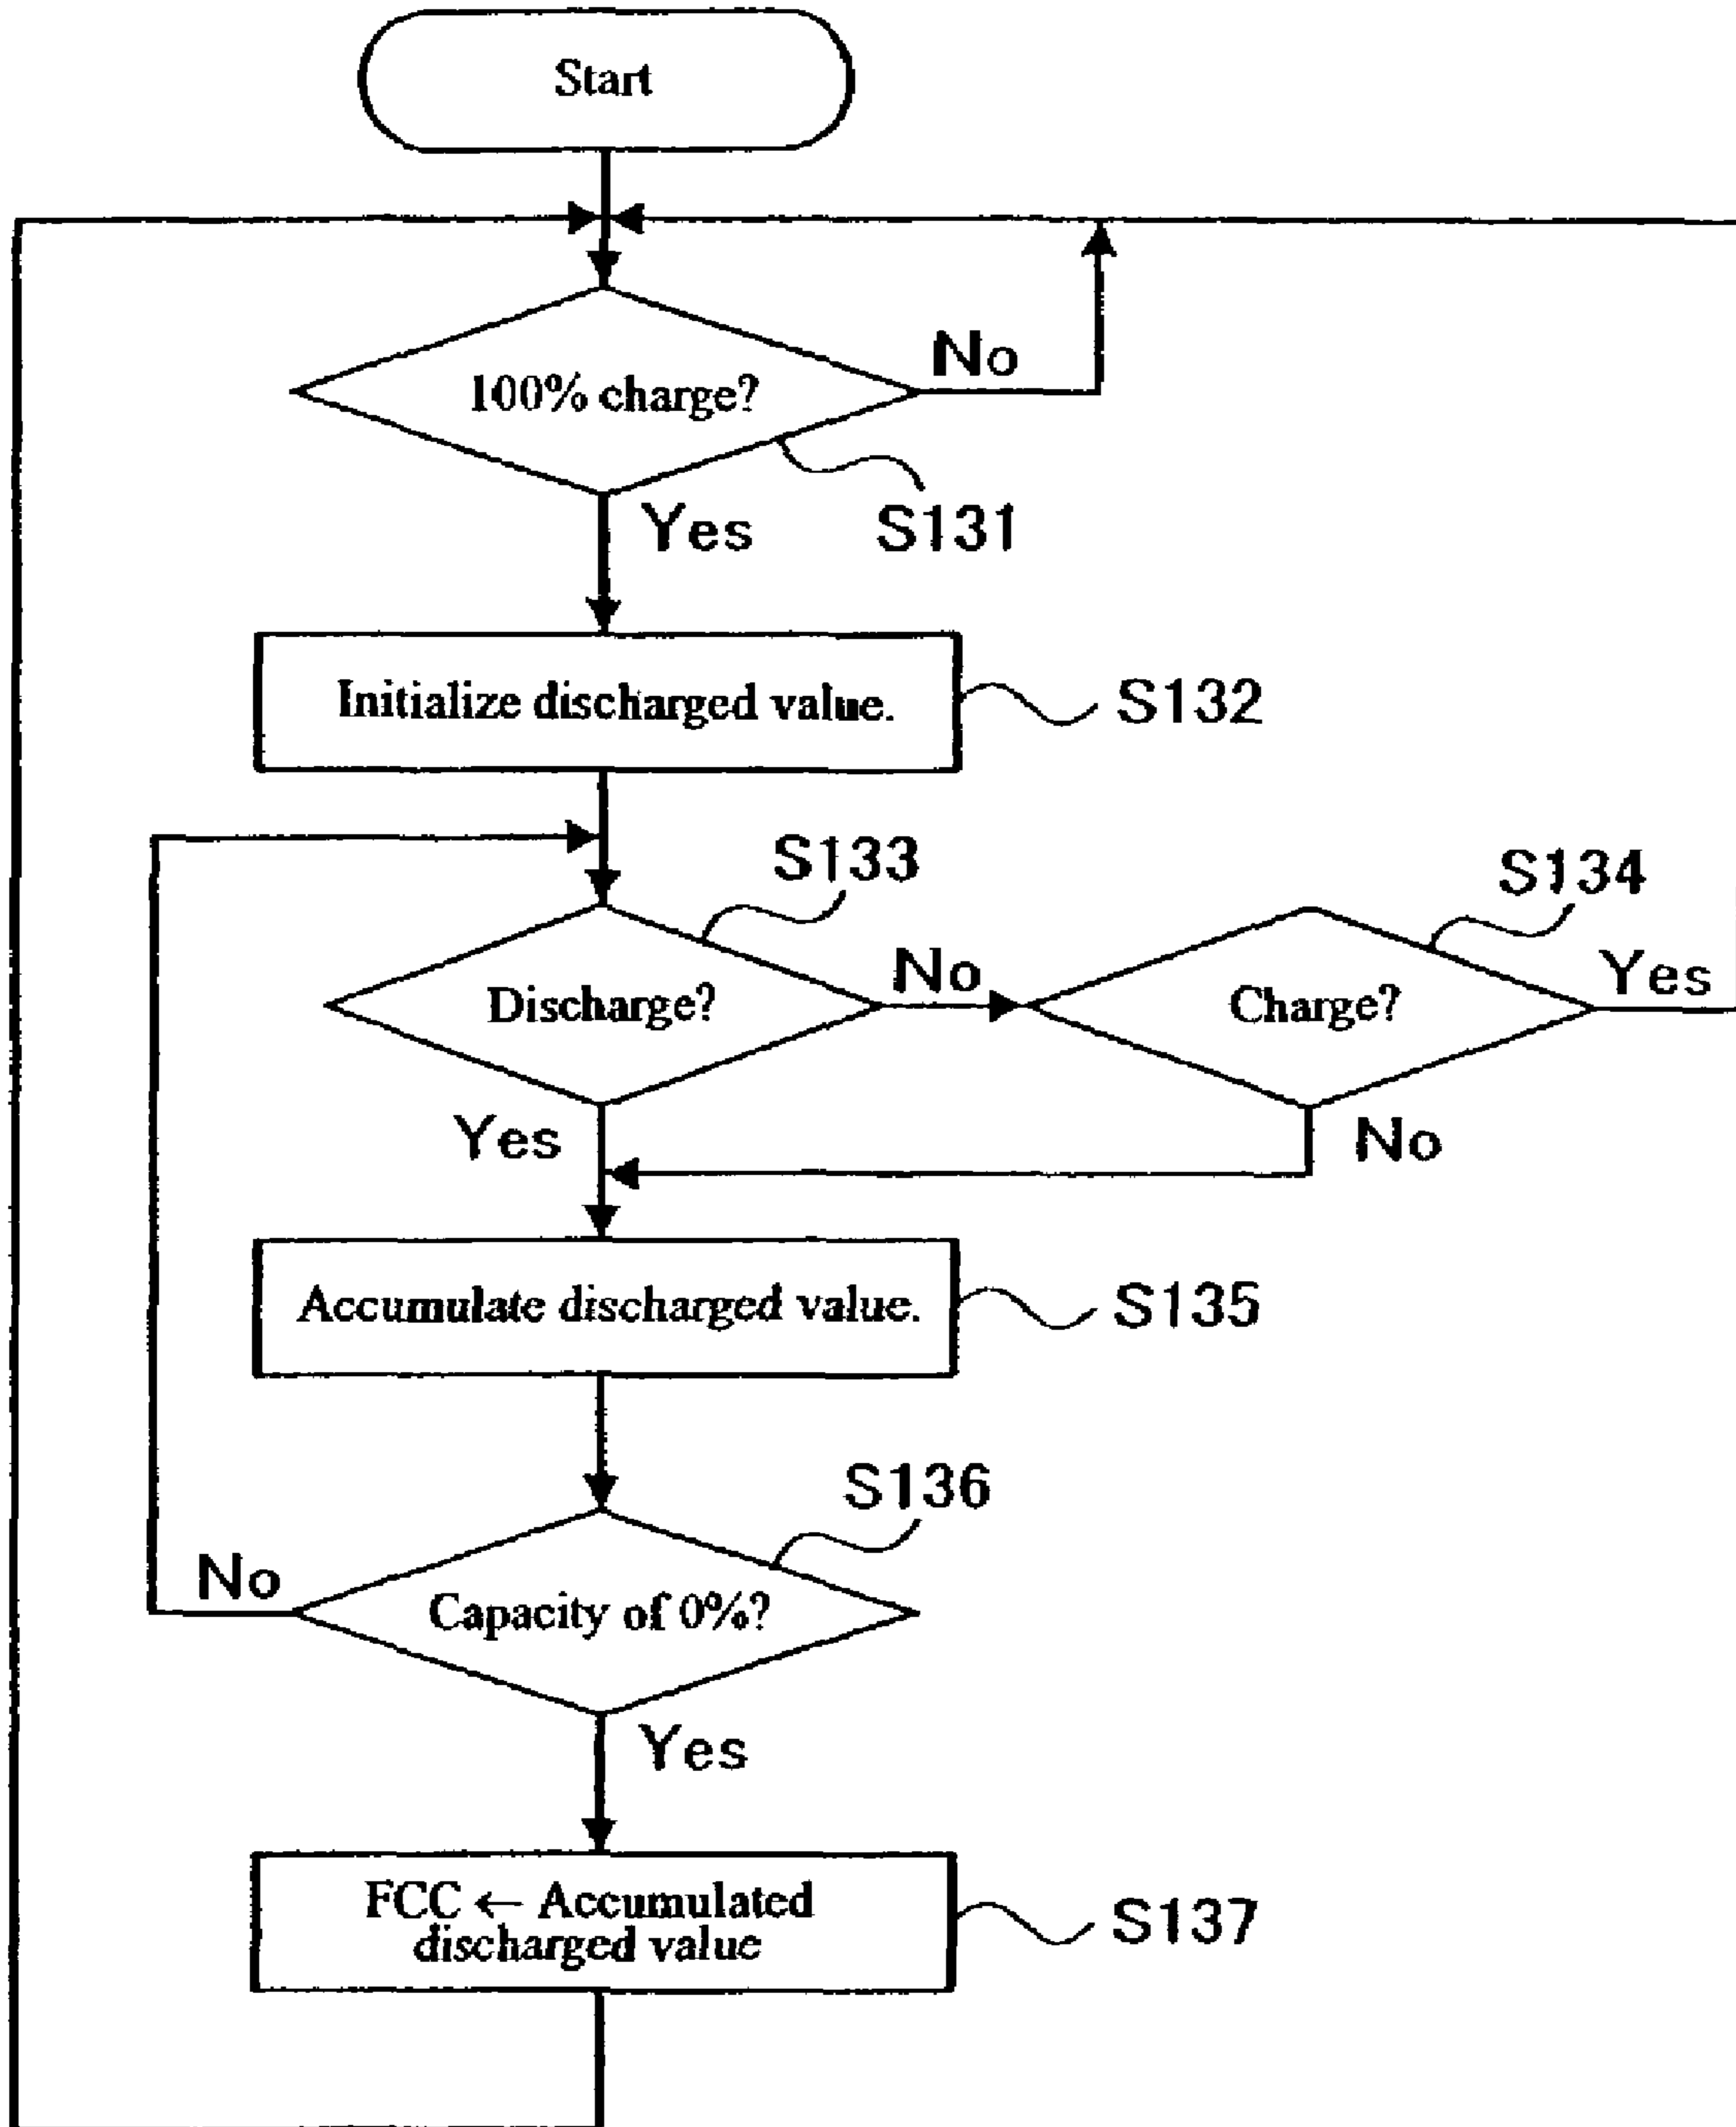 Start
No
100% charge?
Yes
S131
Initialize discharged value.
S132
S133
S134
Discharge?
No
Charge?
Yes
Yes
No
Accumulate discharged value.
S135
S136
No
Capacity of 0%?
Yes
FCC ← Accumulated
discharged value
S137